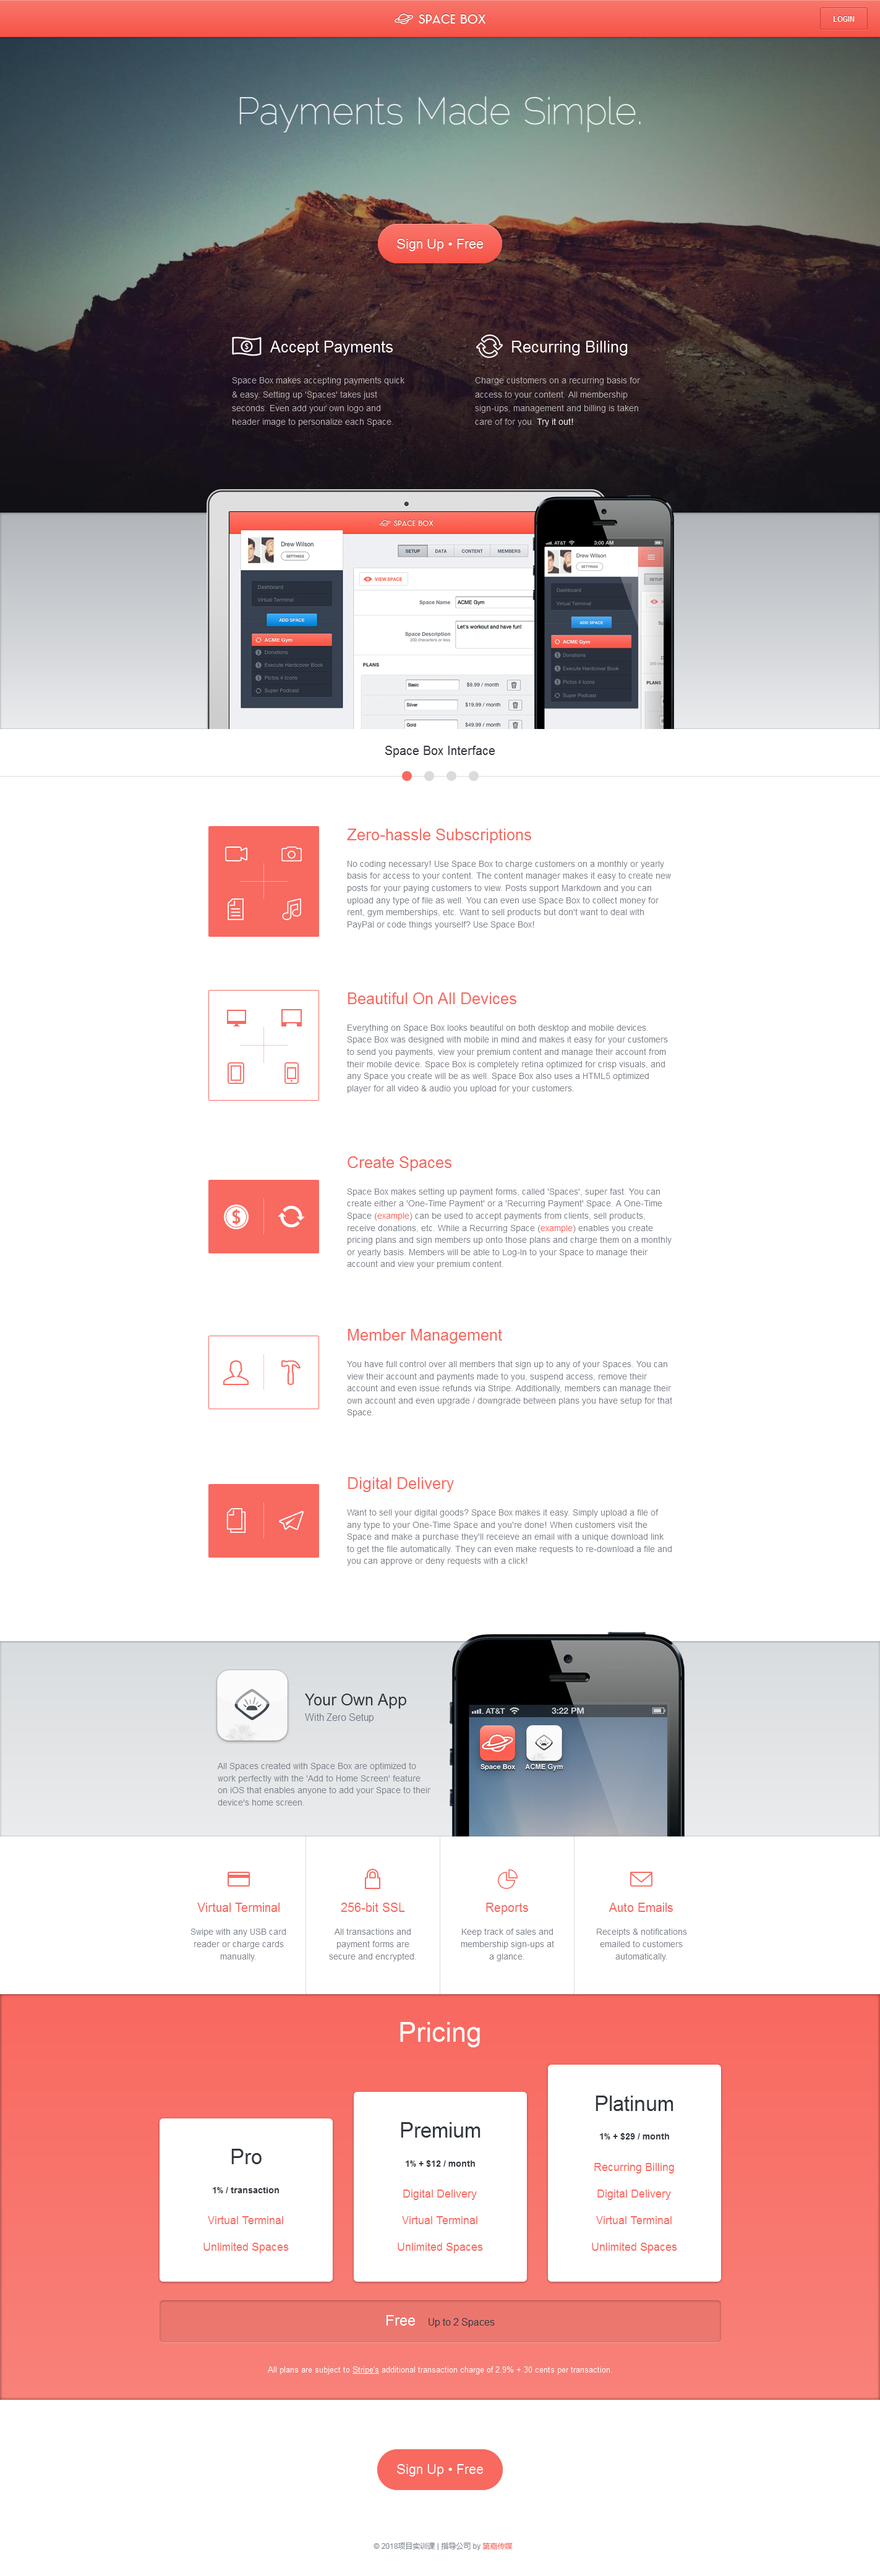 SPACE BOX
LOGIN
Payments Made Simple.
Sign Up • Free
Accept Payments
Space Box makes accepting payments quick
& easy. Setting up 'Spaces' takes just
seconds. Even add your own logo and
header image to personalize each Space.
Recurring Billing
Charge customers on a recurring basis for
access to your content. All membership
sign-ups, management and billing is taken
care of for you. Try it out!
SPACE BOX
Drew Wilson
SETTINGS
Dashboard
Virtual Terminal
ADD SPACE
ACME Gym
Donations
Execute Hardcover Book
Pictos 4 Icons
Super Podcast
SETUP
DATA
CONTENT
MEMBERS
VIEW SPACE
Space Name
ACME Gym
Space Description
200 characters or less
Let's workout and have fun!
PLANS
Basic
$9.99 / month
Silver
$19.99 / month
Gold
$49.99 / month
AT&T
3:00 AM
Drew Wilson
SETTINGS
Dashboard
Virtual Terminal
ADD SPACE
ACME Gym
Donations
Execute Hardcover Book
Pictos 4 Icons
Super Podcast
SETUP
PLANS
Space Box Interface
Zero-hassle Subscriptions
No coding necessary! Use Space Box to charge customers on a monthly or yearly
basis for access to your content. The content manager makes it easy to create new
posts for your paying customers to view. Posts support Markdown and you can
upload any type of file as well. You can even use Space Box to collect money for
rent, gym memberships, etc. Want to sell products but don't want to deal with
PayPal or code things yourself? Use Space Box!
Beautiful On All Devices
Everything on Space Box looks beautiful on both desktop and mobile devices.
Space Box was designed with mobile in mind and makes it easy for your customers
to send you payments, view your premium content and manage their account from
their mobile device. Space Box is completely retina optimized for crisp visuals, and
any Space you create will be as well. Space Box also uses a HTML5 optimized
player for all video & audio you upload for your customers.
Create Spaces
Space Box makes setting up payment forms, called 'Spaces', super fast. You can
create either a 'One-Time Payment' or a 'Recurring Payment' Space. A One-Time
Space (example) can be used to accept payments from clients, sell products,
receive donations, etc. While a Recurring Space (example) enables you create
pricing plans and sign members up onto those plans and charge them on a monthly
or yearly basis. Members will be able to Log-In to your Space to manage their
account and view your premium content.
Member Management
You have full control over all members that sign up to any of your Spaces. You can
view their account and payments made to you, suspend access, remove their
account and even issue refunds via Stripe. Additionally, members can manage their
own account and even upgrade / downgrade between plans you have setup for that
Space.
Digital Delivery
Want to sell your digital goods? Space Box makes it easy. Simply upload a file of
any type to your One-Time Space and you're done! When customers visit the
Space and make a purchase they'll receieve an email with a unique download link
to get the file automatically. They can even make requests to re-download a file and
you can approve or deny requests with a click!
Your Own App
With Zero Setup
All Spaces created with Space Box are optimized to
work perfectly with the 'Add to Home Screen' feature
on iOS that enables anyone to add your Space to their
device's home screen.
AT&T
3:22 PM
Space Box
ACME Gym
Virtual Terminal
Swipe with any USB card
reader or charge cards
manually.
256-bit SSL
All transactions and
payment forms are
secure and encrypted.
Reports
Keep track of sales and
membership sign-ups at
a glance.
Auto Emails
Receipts & notifications
emailed to customers
automatically.
Pricing
Pro
1% / transaction
Virtual Terminal
Unlimited Spaces
Premium
1% + $12 / month
Digital Delivery
Virtual Terminal
Unlimited Spaces
Platinum
1% + $29 / month
Recurring Billing
Digital Delivery
Virtual Terminal
Unlimited Spaces
Free Up to 2 Spaces
All plans are subject to Stripe's additional transaction charge of 2.9% + 30 cents per transaction.
Sign Up • Free
© 2018项目实训课 | 指导公司 by